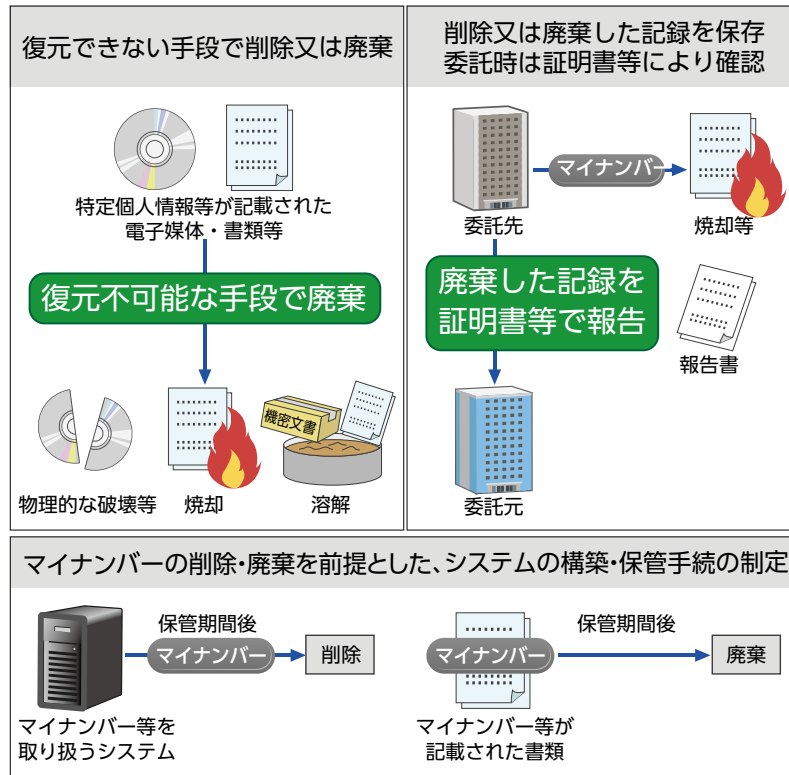 復元できない手段で削除又は廃棄
特定個人情報等が記載された
電子媒体・書類等
復元不可能な手段で廃棄
機密文書
物理的な破壊等
焼却
溶解
削除又は廃棄した記録を保存
委託時は証明書等により確認
マイナンバー
委託先
焼却等
廃棄した記録を
証明書等で報告
報告書
委託元
マイナンバーの削除・廃棄を前提とした、システムの構築・保管手続の制定
保管期間後
マイナンバー
削除
マイナンバー等を
取り扱うシステム
保管期間後
マイナンバー
廃棄
マイナンバー等が
記載された書類